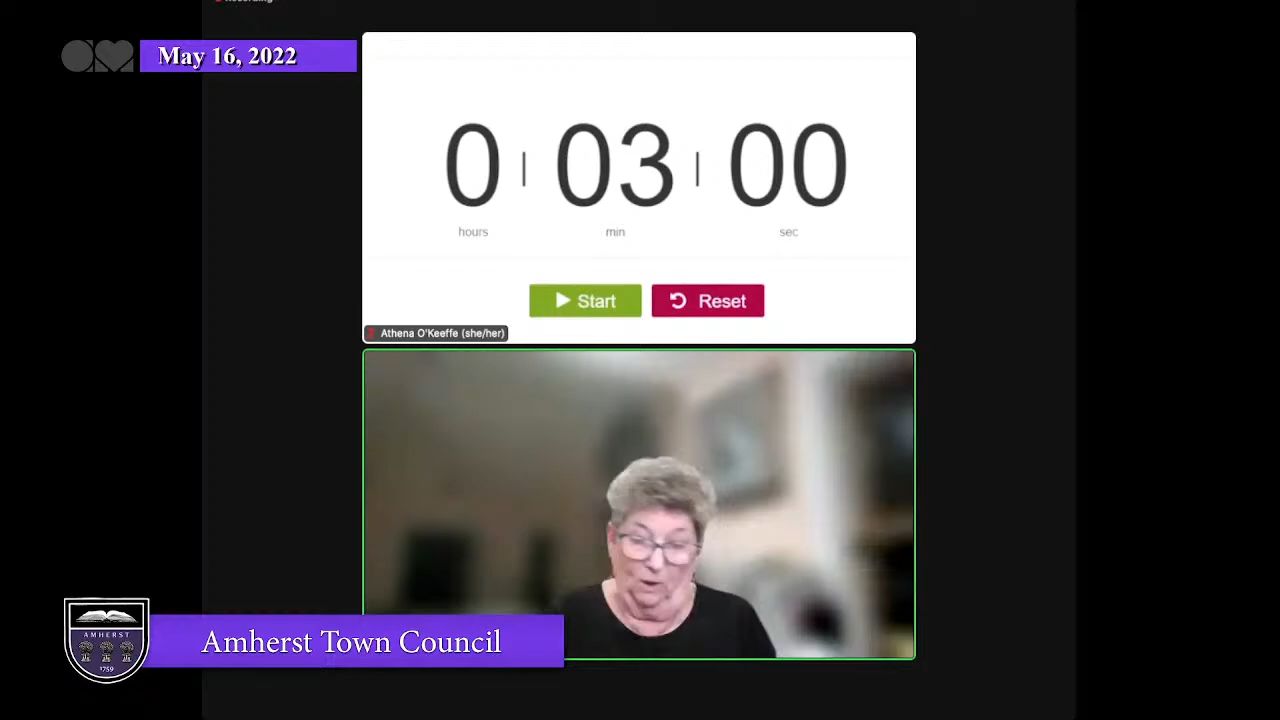 May 16, 2022
0 03 00
hours min sec
Start Reset
Athena O'Keeffe (she/her)
AMHERST
1759
Amherst Town Council